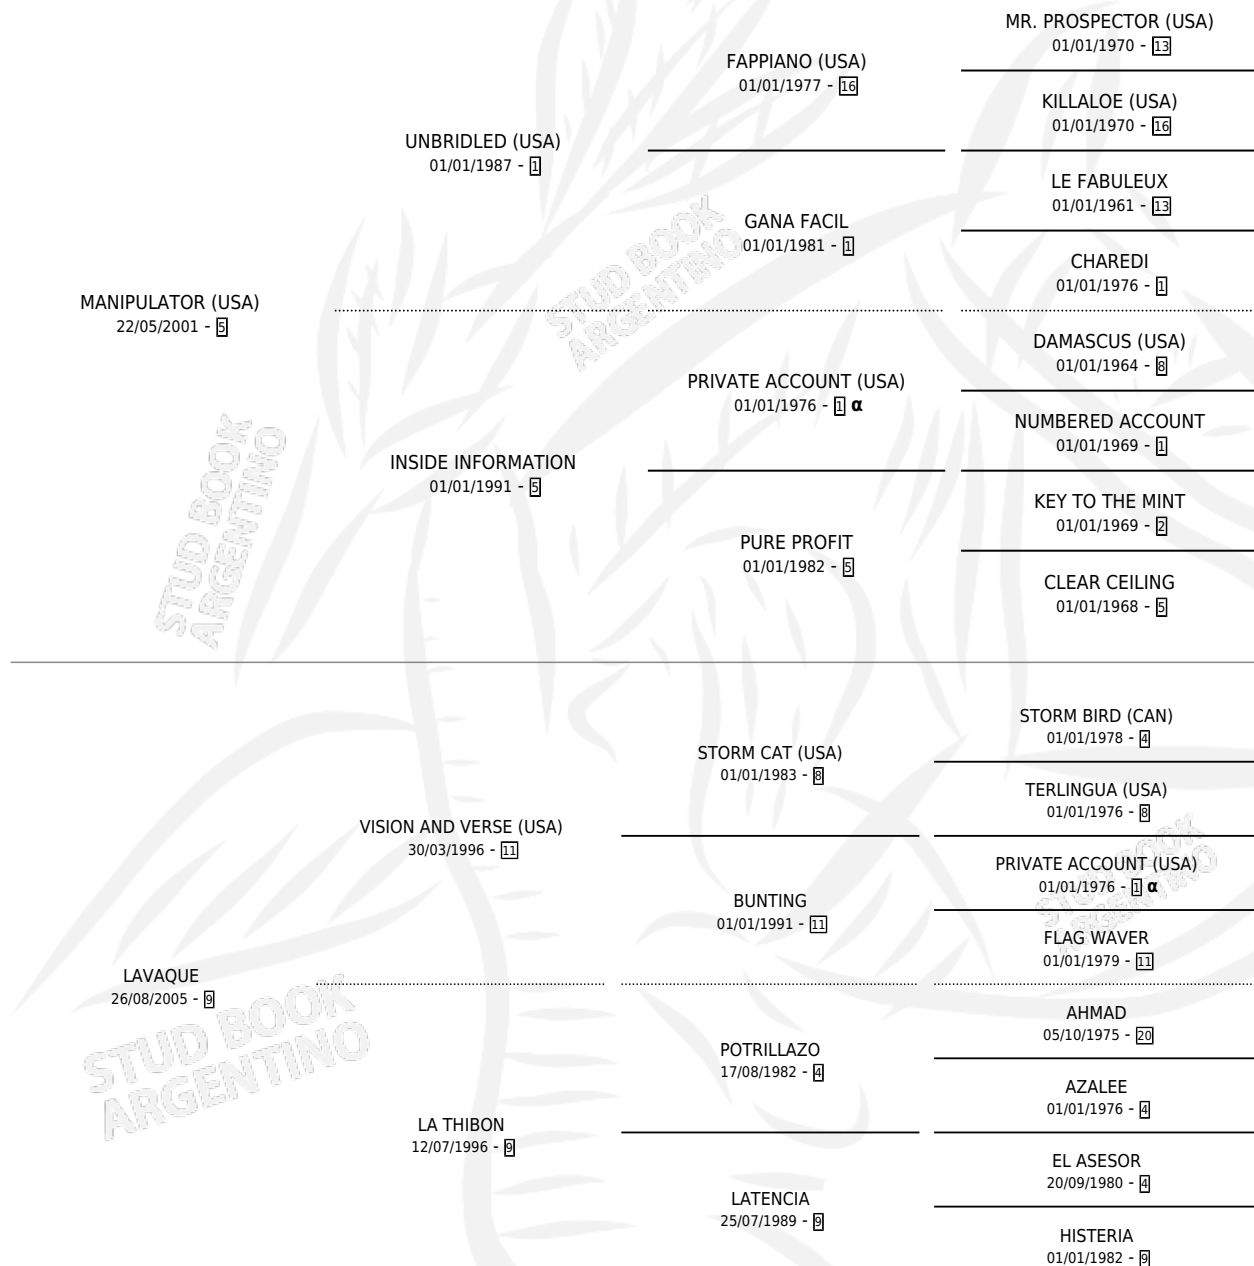 MR. PROSPECTOR (USA)
01/01/1970 - 13
FAPPIANO (USA)
01/01/1977 - 16
KILLALOE (USA)
01/01/1970 - 16
UNBRIDLED (USA)
01/01/1987 - 1
LE FABULEUX
01/01/1961 - 13
GANA FACIL
01/01/1981 - 1
CHAREDI
01/01/1976 - 1
MANIPULATOR (USA)
22/05/2001 - 5
DAMASCUS (USA)
01/01/1964 - 8
PRIVATE ACCOUNT (USA)
01/01/1976 - 1 α
NUMBERED ACCOUNT
01/01/1969 - 1
INSIDE INFORMATION
01/01/1991 - 5
KEY TO THE MINT
01/01/1969 - 2
PURE PROFIT
01/01/1982 - 5
CLEAR CEILING
01/01/1968 - 5
STORM BIRD (CAN)
01/01/1978 - 4
STORM CAT (USA)
01/01/1983 - 8
TERLINGUA (USA)
01/01/1976 - 8
VISION AND VERSE (USA)
30/03/1996 - 11
PRIVATE ACCOUNT (USA)
01/01/1976 - 1 α
BUNTING
01/01/1991 - 11
FLAG WAVER
01/01/1979 - 11
LAVAQUE
26/08/2005 - 9
AHMAD
05/10/1975 - 20
POTRILLAZO
17/08/1982 - 4
AZALEE
01/01/1976 - 4
LA THIBON
12/07/1996 - 9
EL ASESOR
20/09/1980 - 4
LATENCIA
25/07/1989 - 9
HISTERIA
01/01/1982 - 9
STUD BOOK
ARGENTINO
STUD BOOK
ARGENTINO
STUD BOOK
ARGENTINO
STUD BOOK
ARGENTINO